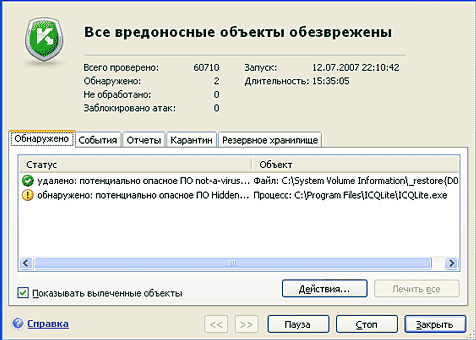 Все вредоносные объекты обезврежены
Всего проверено: 60710 Запуск: 12.07.2007 22:10:42
Обнаружено: 2 Длительность: 15:35:05
Не обработано: 0
Заблокировано атак: 0
Обнаружено События Отчеты Карантин Резервное хранилище
Статус Объект
удалено: потенциально опасное ПО not-a-virus... Файл: C:\System Volume Information\_restore{D0
обнаружено: потенциально опасное ПО Hidden... Процесс: C:\Program Files\ICQLite\ICQLite.exe
Показывать вылеченные объекты Действия... Лечить все
Справка << >> Пауза Стоп Закрыть